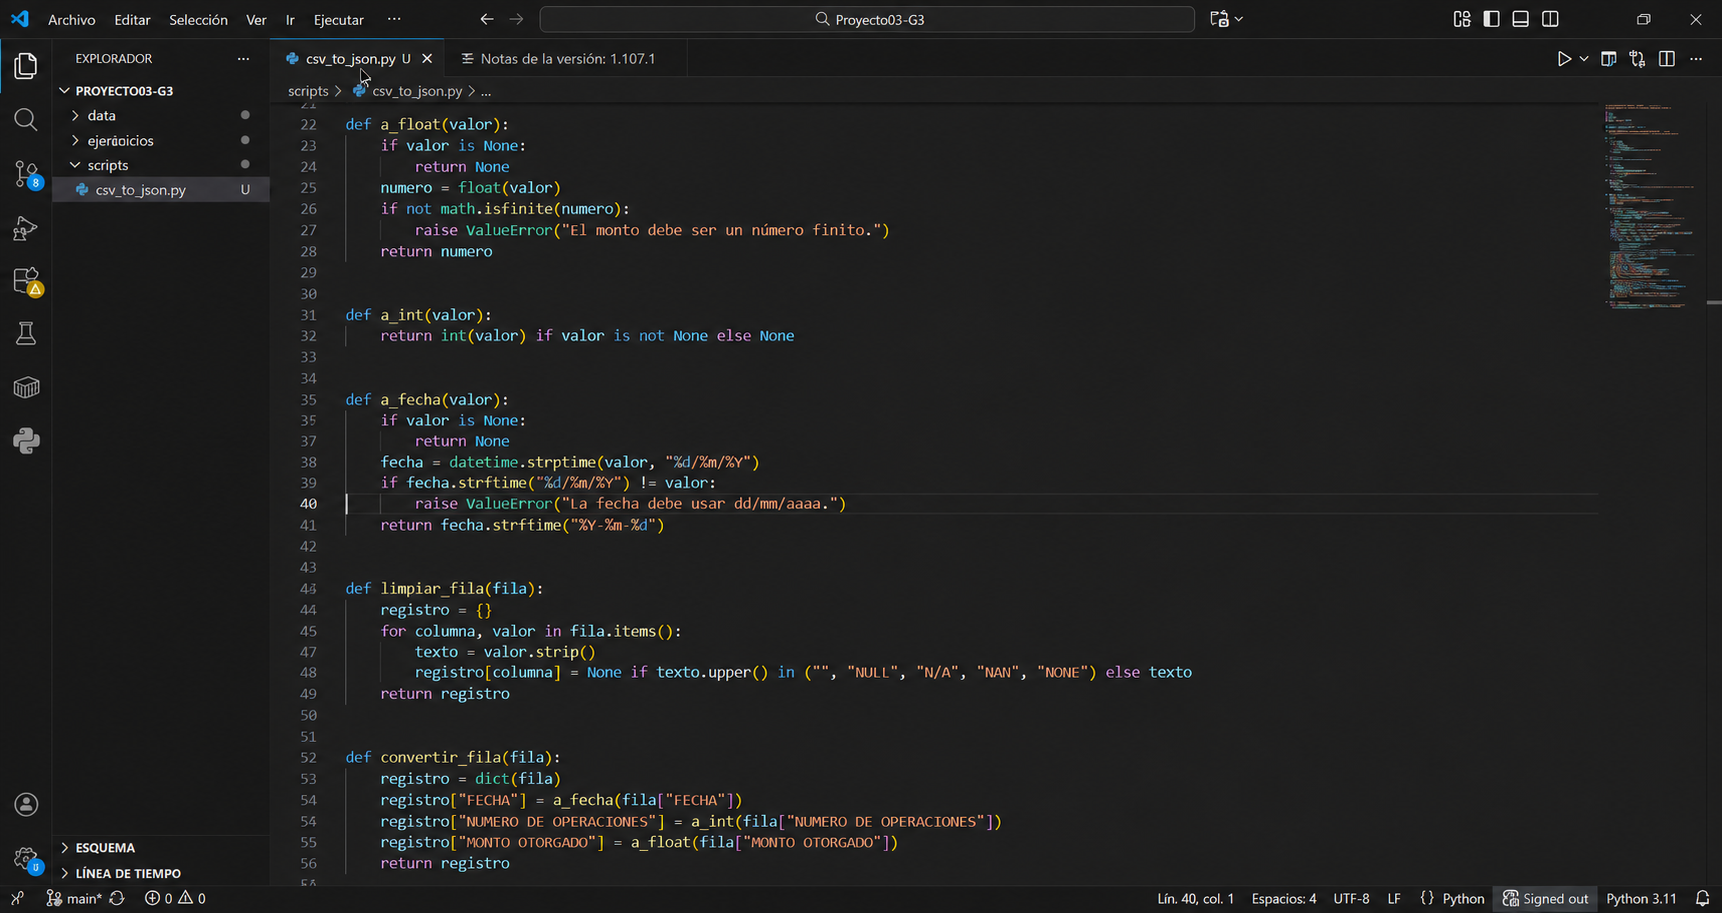 Archivo Editar Selección Ver Ir Ejecutar ··· Proyecto03-G3
EXPLORADOR ···
PROYECTO03-G3
data
ejercicios
scripts
csv_to_json.py U
ESQUEMA
LÍNEA DE TIEMPO
8
csv_to_json.py U Notas de la versión: 1.107.1
scripts > csv_to_json.py > ...
21
22 def a_float(valor):
23 if valor is None:
24 return None
25 numero = float(valor)
26 if not math.isfinite(numero):
27 raise ValueError("El monto debe ser un número finito.")
28 return numero
29
30
31 def a_int(valor):
32 return int(valor) if valor is not None else None
33
34
35 def a_fecha(valor):
35 if valor is None:
37 return None
38 fecha = datetime.strptime(valor, "%d/%m/%Y")
39 if fecha.strftime("%d/%m/%Y") != valor:
40 raise ValueError("La fecha debe usar dd/mm/aaaa.")
41 return fecha.strftime("%Y-%m-%d")
42
43
44 def limpiar_fila(fila):
44 registro = {}
45 for columna, valor in fila.items():
47 texto = valor.strip()
48 registro[columna] = None if texto.upper() in ("", "NULL", "N/A", "NAN", "NONE") else texto
49 return registro
50
51
52 def convertir_fila(fila):
53 registro = dict(fila)
54 registro["FECHA"] = a_fecha(fila["FECHA"])
54 registro["NUMERO DE OPERACIONES"] = a_int(fila["NUMERO DE OPERACIONES"])
55 registro["MONTO OTORGADO"] = a_float(fila["MONTO OTORGADO"])
56 return registro
main* 0 0 Lín. 40, col. 1 Espacios: 4 UTF-8 LF {} Python Signed out Python 3.11